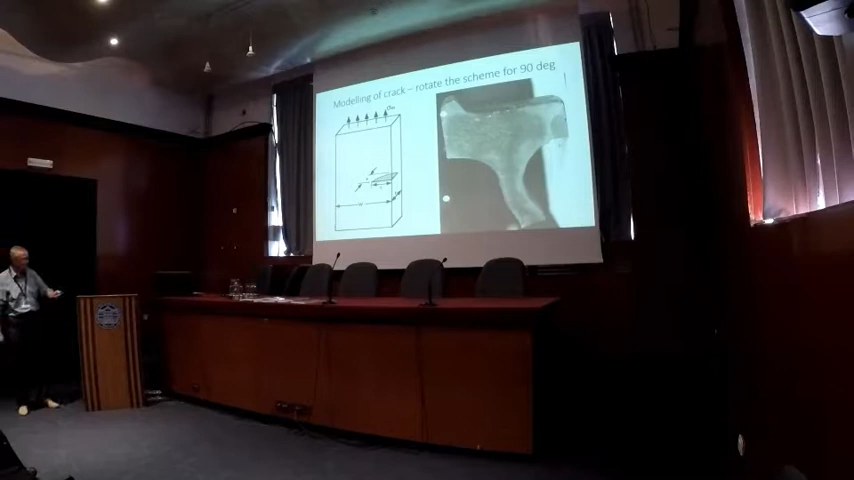 Modelling of crack – rotate the scheme for 90 deg